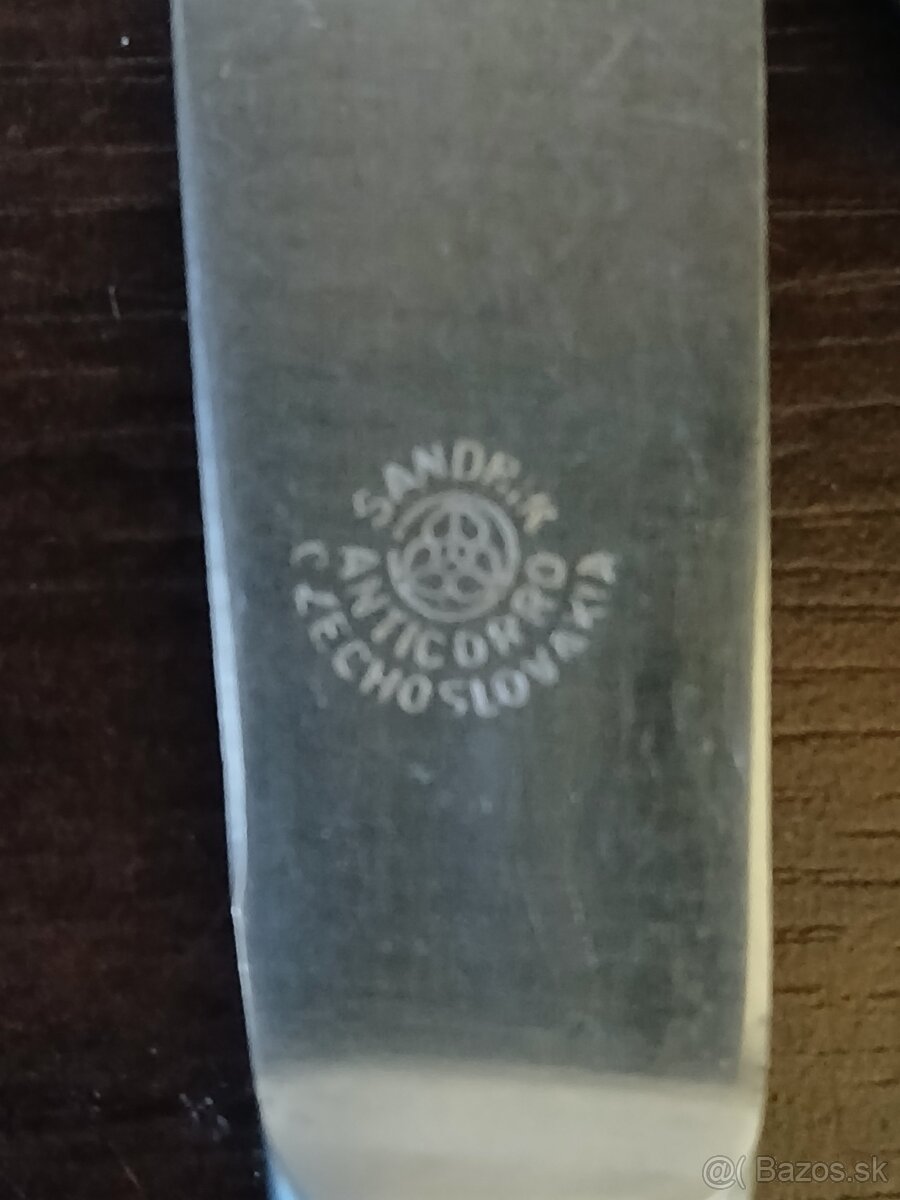 SANDRIK
ANTICORRO
CZECHOSLOVAKIA
@( Bazos.sk